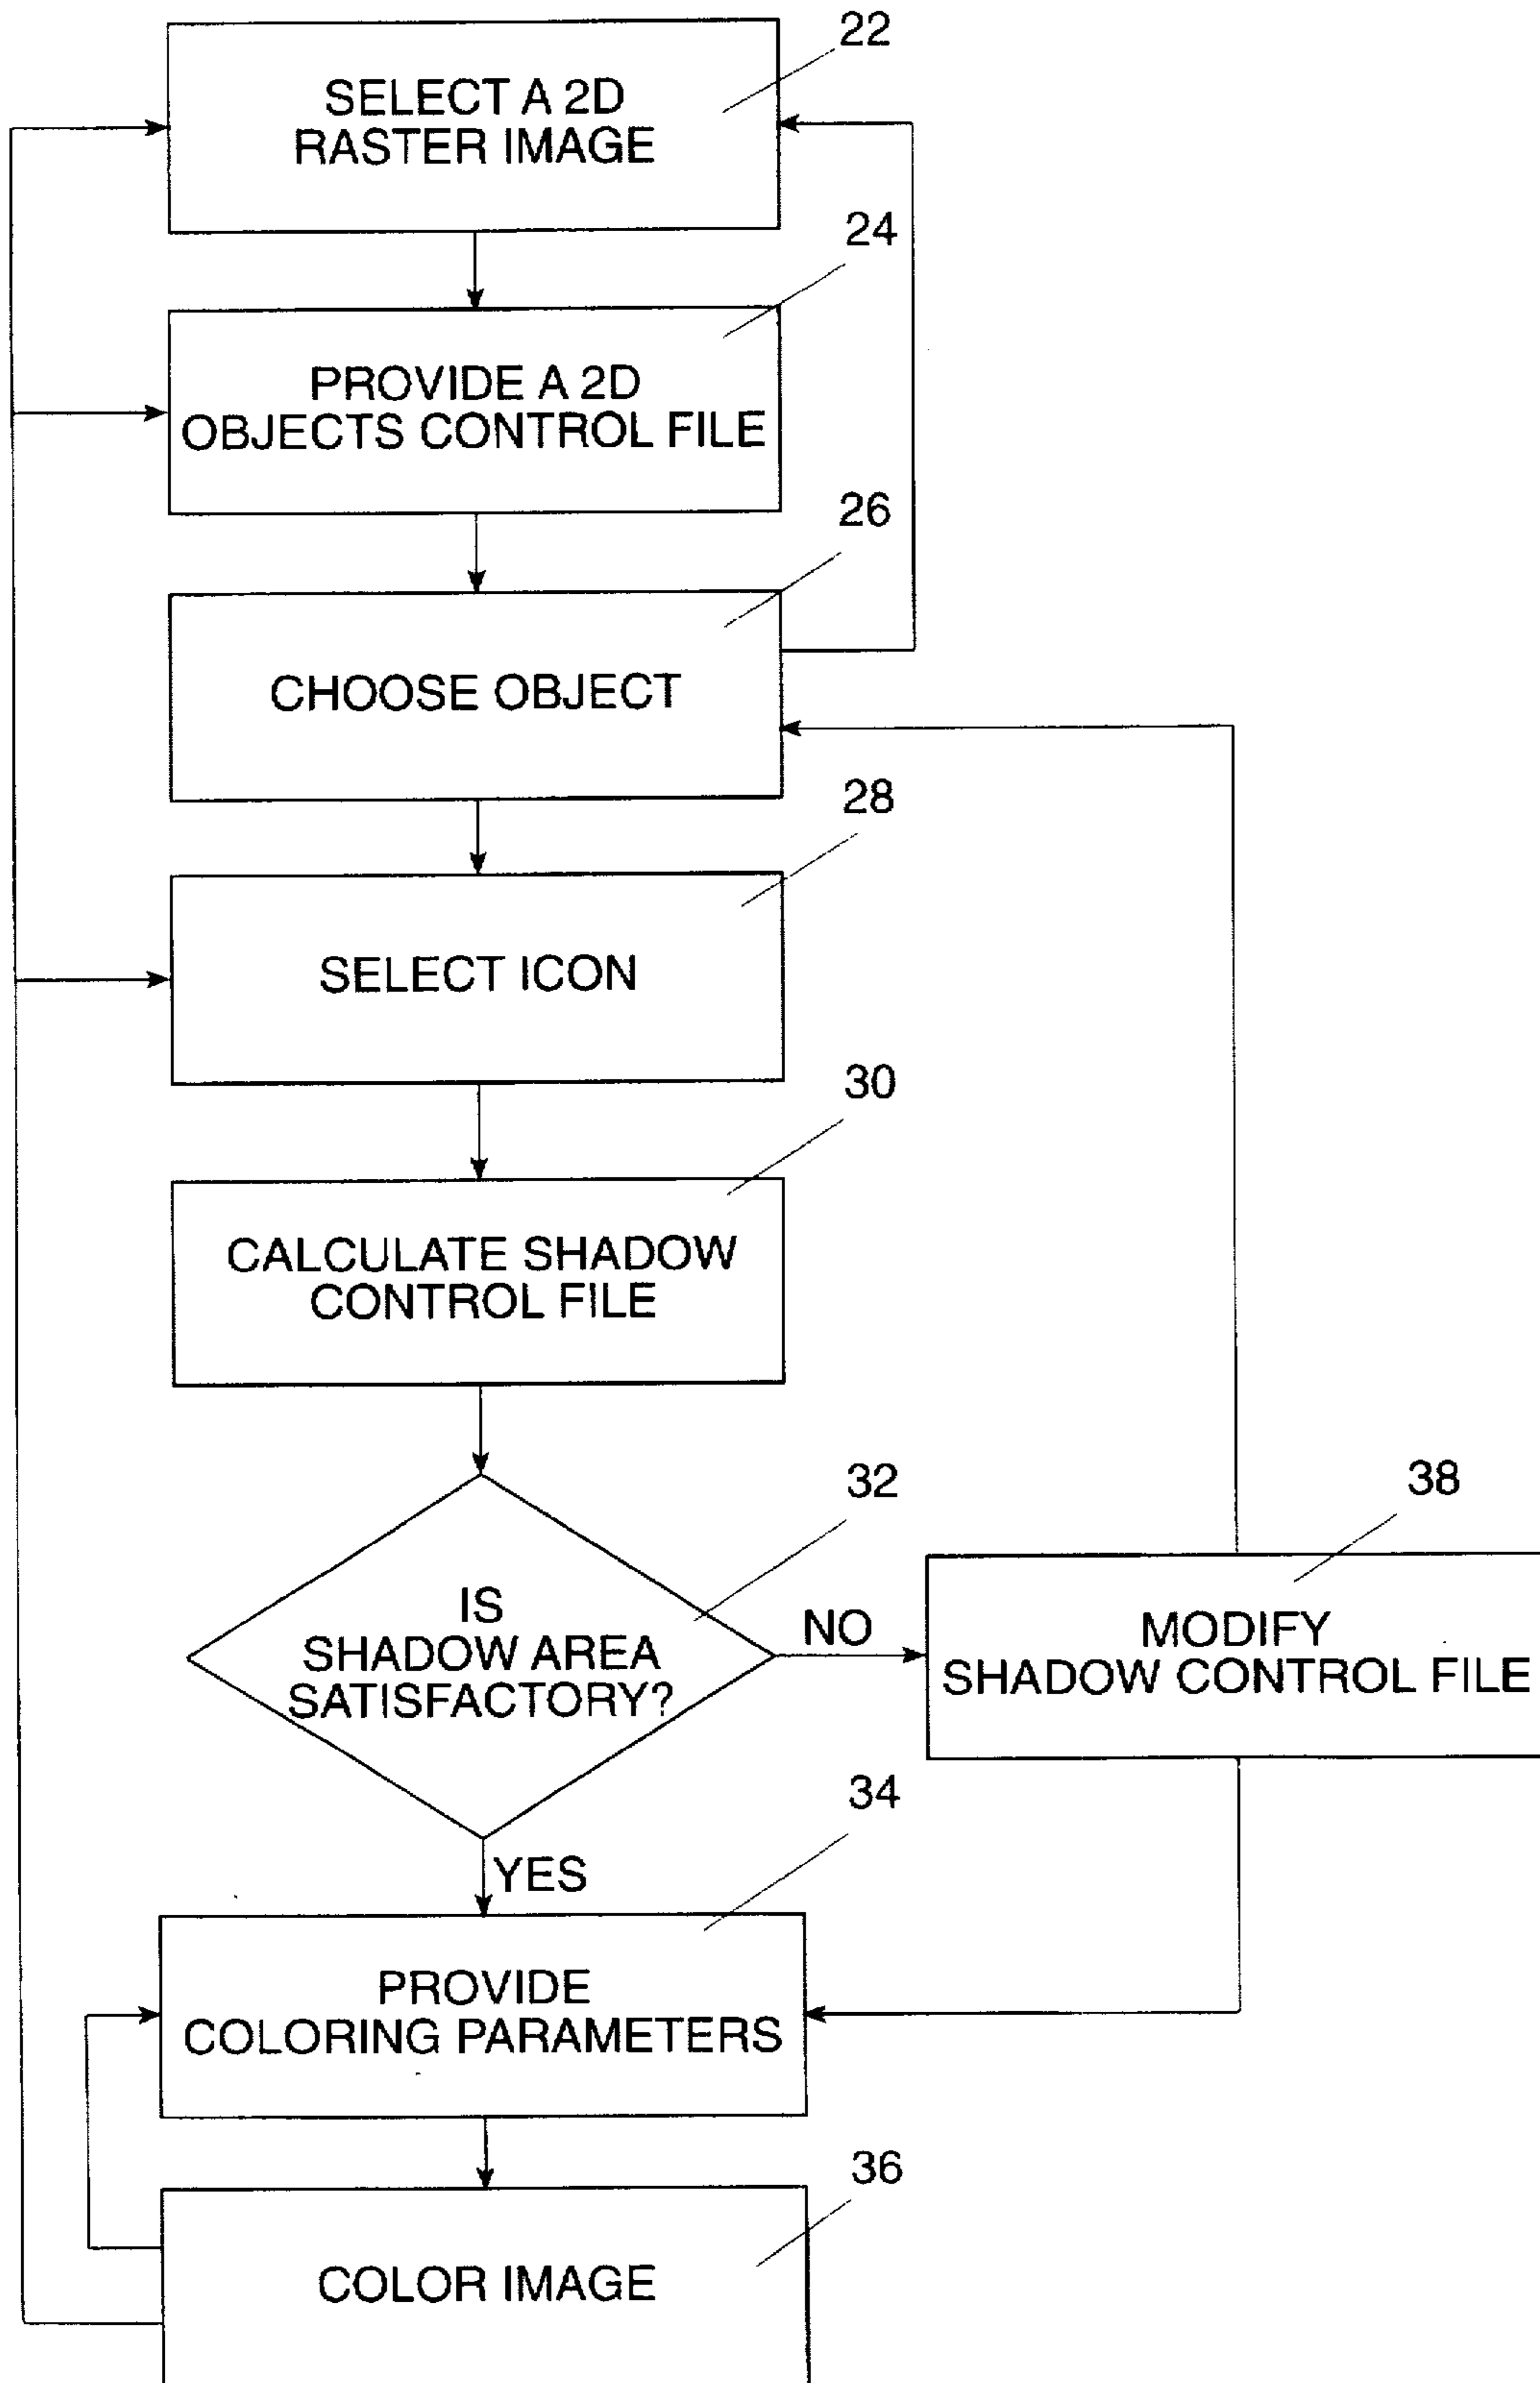 22
SELECT A 2D
RASTER IMAGE
24
PROVIDE A 2D
OBJECTS CONTROL FILE
26
CHOOSE OBJECT
28
SELECT ICON
30
CALCULATE SHADOW
CONTROL FILE
32
IS
SHADOW AREA
SATISFACTORY?
NO
38
MODIFY
SHADOW CONTROL FILE
YES
34
PROVIDE
COLORING PARAMETERS
36
COLOR IMAGE